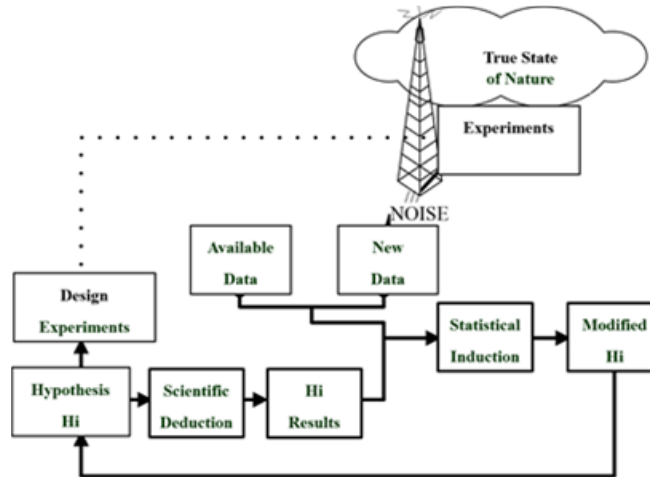 True State
of Nature
Experiments
NOISE
Available
Data
New
Data
Design
Experiments
Statistical
Induction
Modified
Hi
Hypothesis
Hi
Scientific
Deduction
Hi
Results